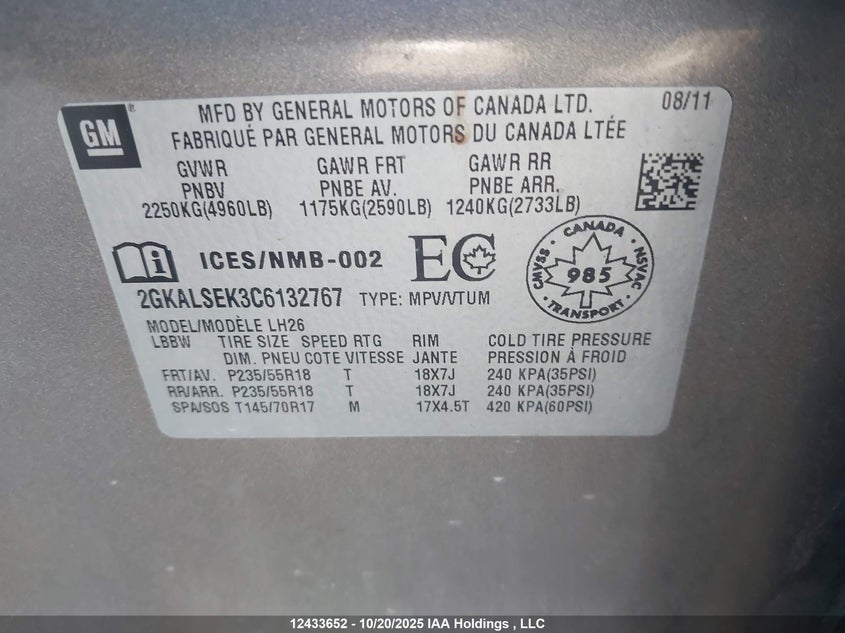 GM
MFD BY GENERAL MOTORS OF CANADA LTD. 08/11
FABRIQUÉ PAR GENERAL MOTORS DU CANADA LTÉE
GVWR GAWR FRT GAWR RR
PNBV PNBE AV. PNBE ARR.
2250KG(4960LB) 1175KG(2590LB) 1240KG(2733LB)
ICES/NMB-002 EC
CANADA
CMVSS 985 NSVAC
TRANSPORT
2GKALSEK3C6132767 TYPE: MPV/VTUM
MODEL/MODÈLE LH26
LBBW TIRE SIZE SPEED RTG RIM COLD TIRE PRESSURE
DIM. PNEU COTE VITESSE JANTE PRESSION À FROID
FRT/AV. P235/55R18 T 18X7J 240 KPA(35PSI)
RR/ARR. P235/55R18 T 18X7J 240 KPA(35PSI)
SPA/SOS T145/70R17 M 17X4.5T 420 KPA(60PSI)
12433652 - 10/20/2025 IAA Holdings , LLC